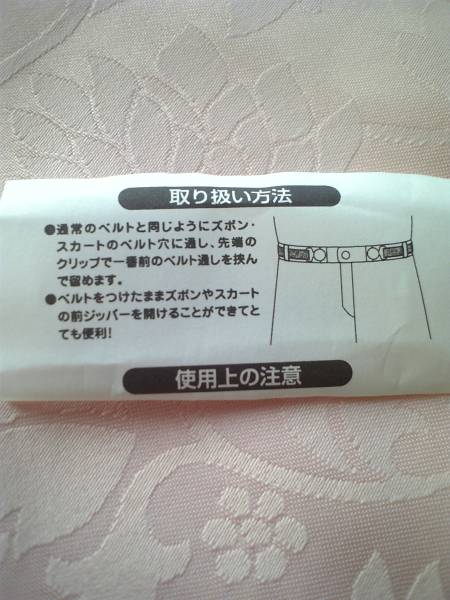 取り扱い方法
●通常のベルトと同じようにズボン・
スカートのベルト穴に通し、先端の
クリップで一番前のベルト通しを挟ん
で留めます。
●ベルトをつけたままズボンやスカート
の前ジッパーを開けることができてと
ても便利!
使用上の注意